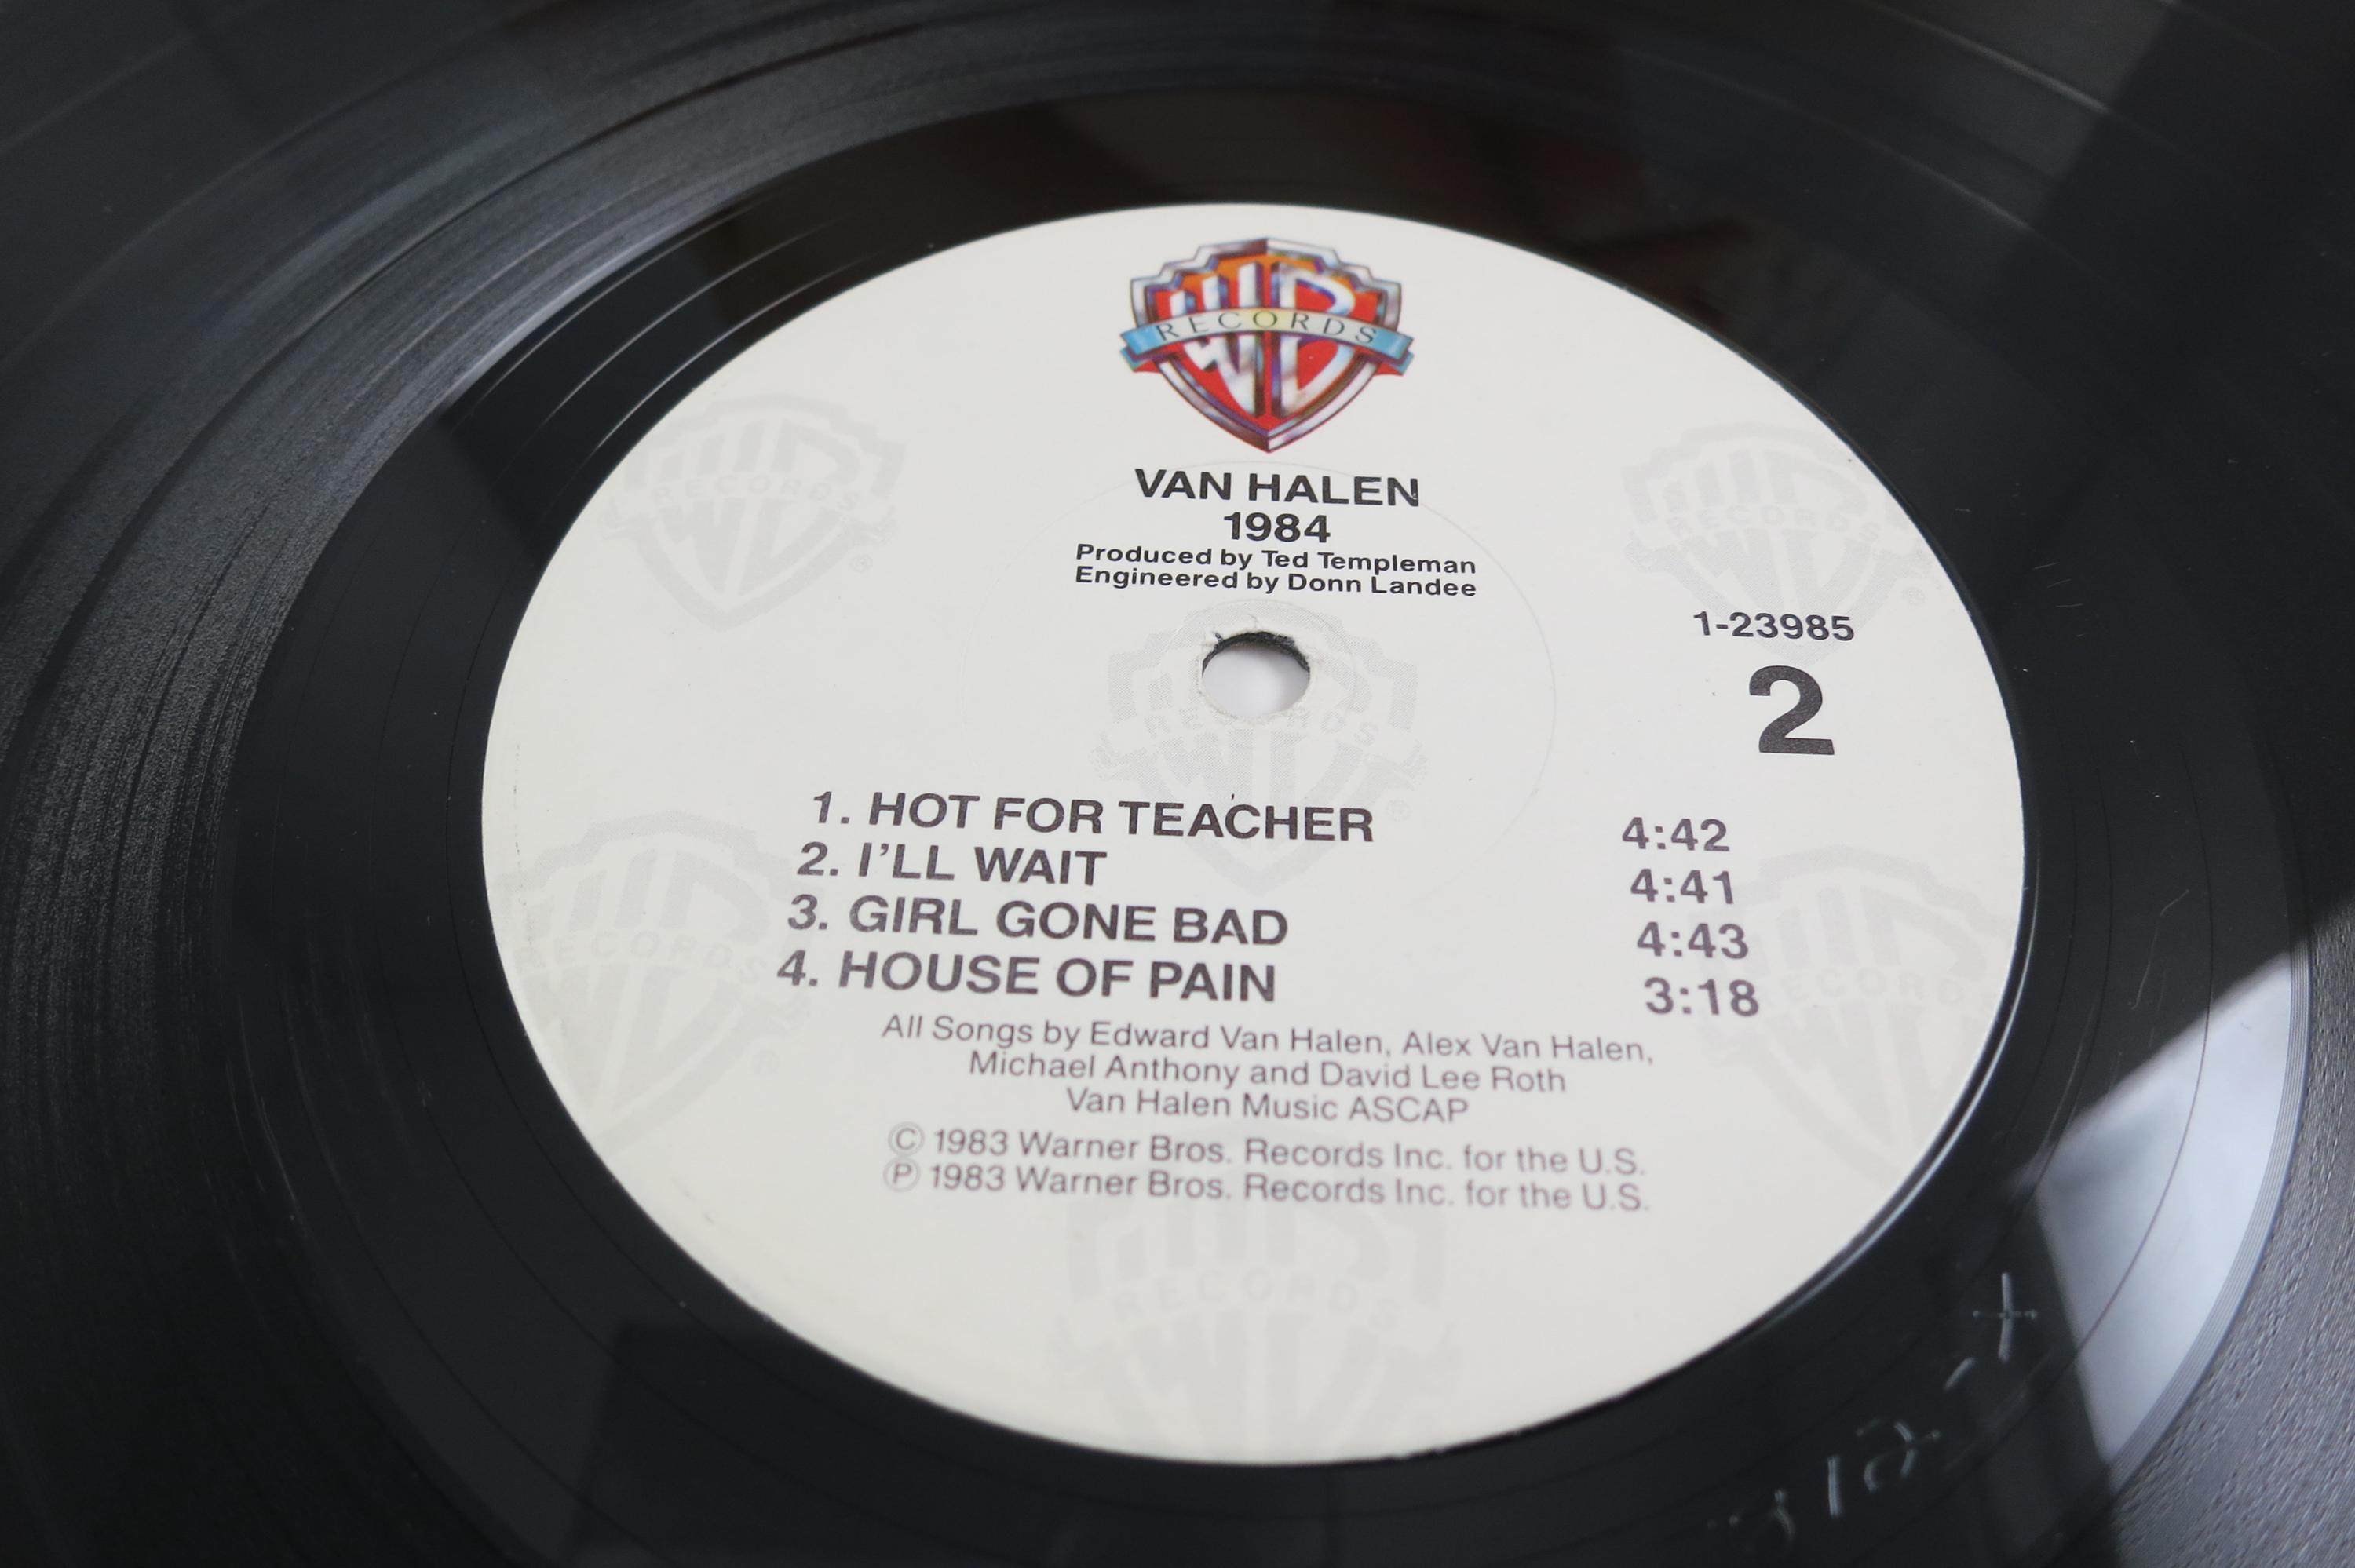 RECORDS
VAN HALEN
1984
Produced by Ted Templeman
Engineered by Donn Landee
1-23985
2
1. HOT FOR TEACHER 4:42
2. I'LL WAIT 4:41
3. GIRL GONE BAD 4:43
4. HOUSE OF PAIN 3:18
All Songs by Edward Van Halen, Alex Van Halen,
Michael Anthony and David Lee Roth
Van Halen Music ASCAP
Ⓒ 1983 Warner Bros. Records Inc. for the U.S.
Ⓟ 1983 Warner Bros. Records Inc. for the U.S.